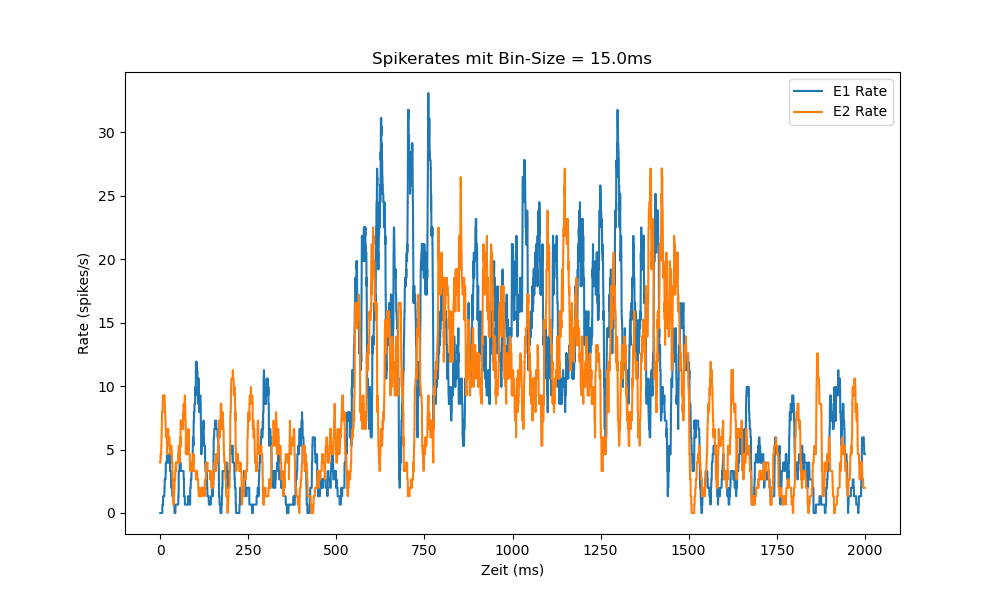 Spikerates mit Bin-Size = 15.0ms
E1 Rate
E2 Rate
Rate (spikes/s)
30
25
20
15
10
5
0
0 250 500 750 1000 1250 1500 1750 2000
Zeit (ms)